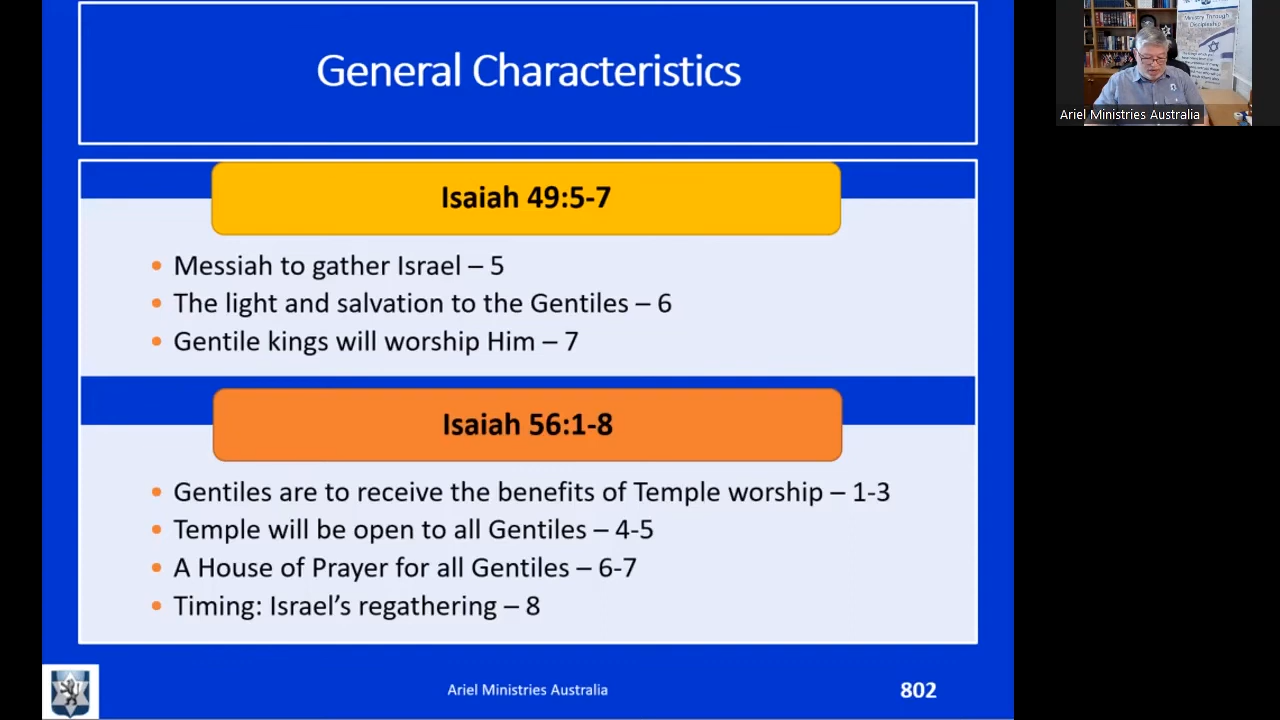 General Characteristics
Isaiah 49:5-7
• Messiah to gather Israel – 5
• The light and salvation to the Gentiles – 6
• Gentile kings will worship Him – 7
Isaiah 56:1-8
• Gentiles are to receive the benefits of Temple worship – 1-3
• Temple will be open to all Gentiles – 4-5
• A House of Prayer for all Gentiles – 6-7
• Timing: Israel’s regathering – 8
Ariel Ministries Australia
802
Ministry Through
Discipleship
Ariel Ministries Australia